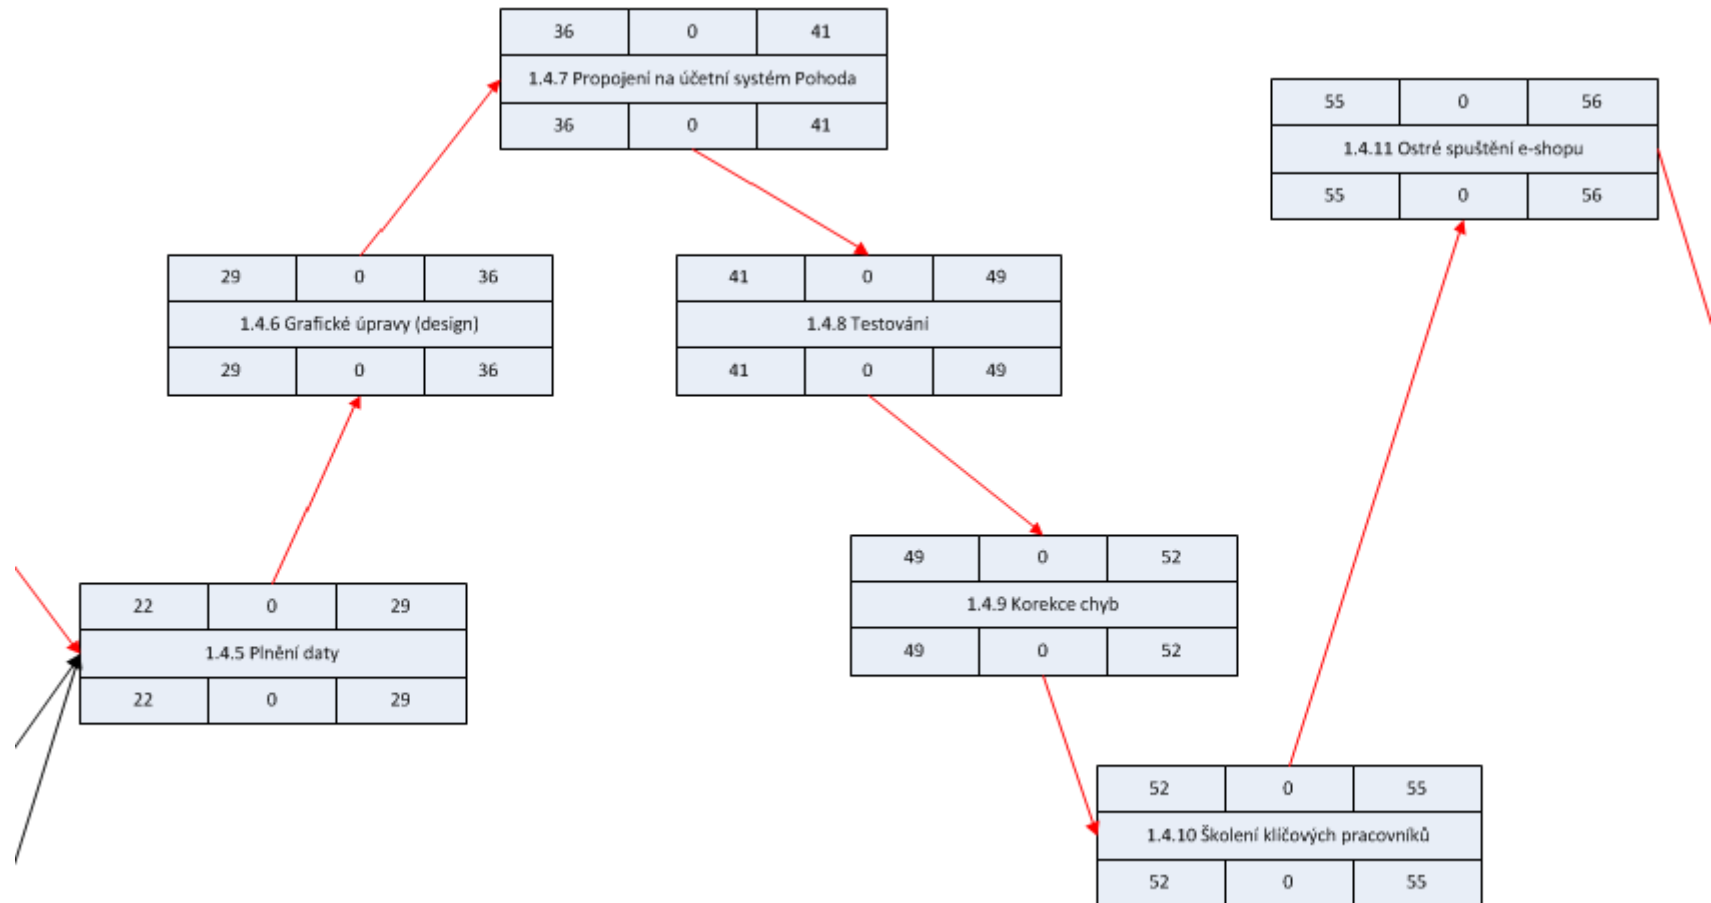 36 0 41
1.4.7 Propojení na účetní systém Pohoda
36 0 41
55 0 56
1.4.11 Ostré spuštění e-shopu
55 0 56
29 0 36
1.4.6 Grafické úpravy (design)
29 0 36
41 0 49
1.4.8 Testování
41 0 49
49 0 52
1.4.9 Korekce chyb
49 0 52
22 0 29
1.4.5 Plnění daty
22 0 29
52 0 55
1.4.10 Školení klíčových pracovníků
52 0 55